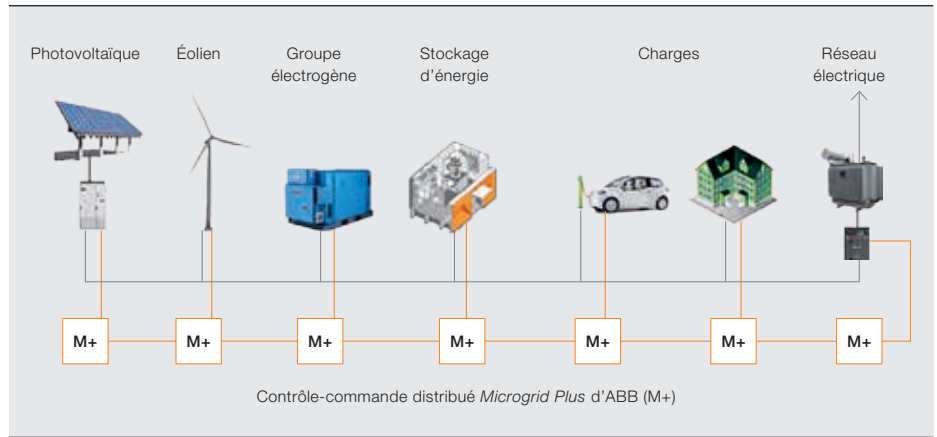 Photovoltaïque
Éolien
Groupe
électrogène
Stockage
d'énergie
Charges
Réseau
électrique
M+
M+
M+
M+
M+
M+
M+
Contrôle-commande distribué Microgrid Plus d'ABB (M+)